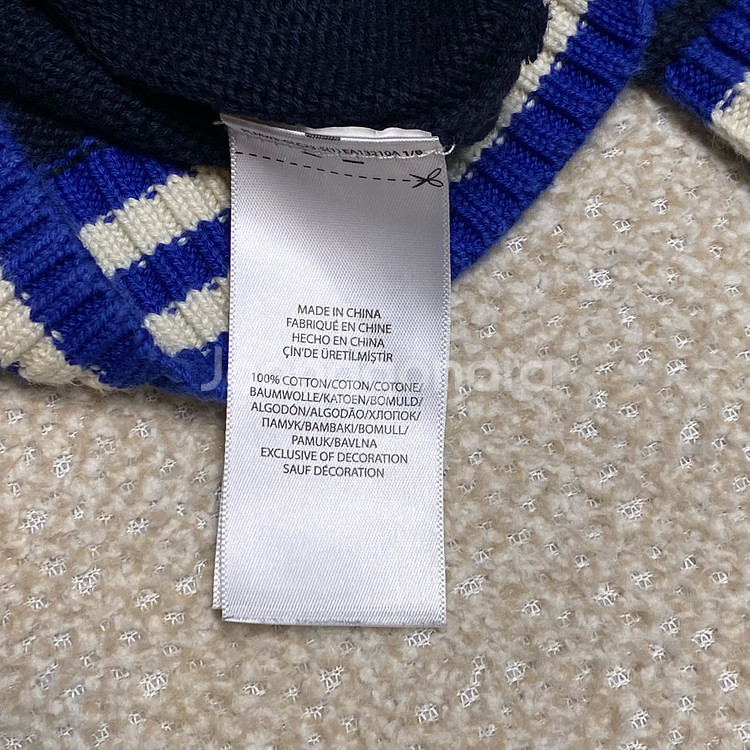 MADE IN CHINA
FABRIQUÉ EN CHINE
HECHO EN CHINA
ÇİN'DE ÜRETİLMİŞTİR
100% COTTON/COTON/COTONE/
BAUMWOLLE/KATOEN/BOMULD/
ALGODÓN/ALGODÃO/ХЛОПОК/
ПАМУК/BAMBAKI/BOMULL/
PAMUK/BAVLNA
EXCLUSIVE OF DECORATION
SAUF DÉCORATION